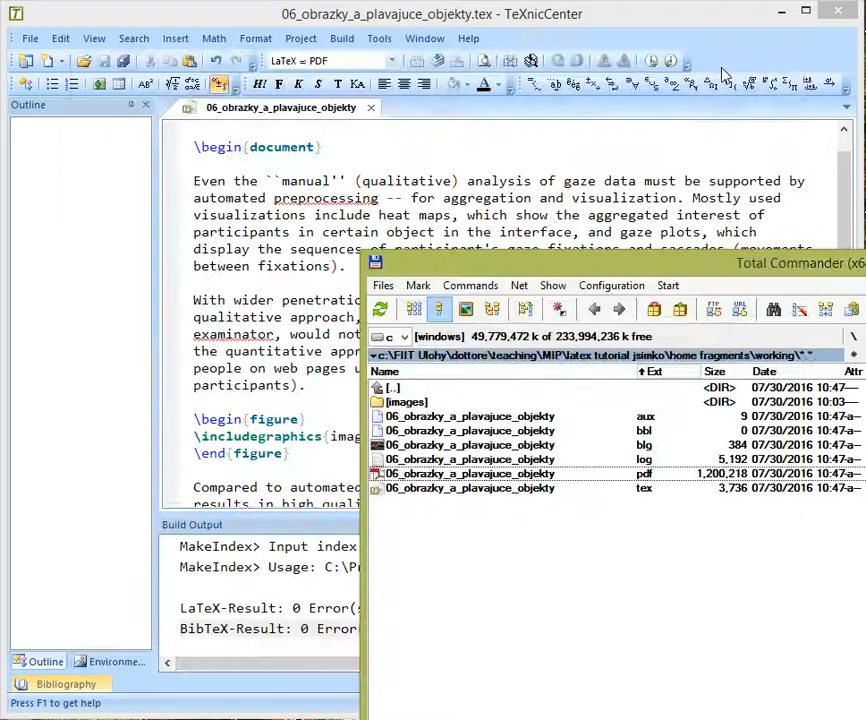 06_obrazky_a_plavajuce_objekty.tex - TeXnicCenter
File Edit View Search Insert Math Format Project Build Tools Window Help
LaTeX ⇨ PDF
Outline
06_obrazky_a_plavajuce_objekty
\begin{document}
Even the ``manual'' (qualitative) analysis of gaze data must be supported by
automated preprocessing -- for aggregation and visualization. Mostly used
visualizations include heat maps, which show the aggregated interest of
participants in certain object in the interface, and gaze plots, which
display the sequences of participant's gaze fixations and saccades (movements
between fixations).
With wider penetratio
qualitative approach,
examinator, would not
the quantitative appr
people on web pages u
participants).
\begin{figure}
\includegraphics{imag
\end{figure}
Compared to automated
results in high quali
Build Output
MakeIndex> Input index
MakeIndex> Usage: C:\P
LaTeX-Result: 0 Error(s
BibTeX-Result: 0 Error
Outline Environme...
Bibliography
Press F1 to get help
Total Commander (x6
Files Mark Commands Net Show Configuration Start
c [windows] 49,779,472 k of 233,994,236 k free \
c:\FIIT Ulohy\dottore\teaching\MIP\latex tutorial jsimko\home fragments\working\*.* *
Name Ext Size Date Attr
[..] <DIR> 07/30/2016 10:47 ----
[images] <DIR> 07/30/2016 10:03 ----
06_obrazky_a_plavajuce_objekty aux 9 07/30/2016 10:47 -a--
06_obrazky_a_plavajuce_objekty bbl 0 07/30/2016 10:47 -a--
06_obrazky_a_plavajuce_objekty blg 384 07/30/2016 10:47 -a--
06_obrazky_a_plavajuce_objekty log 5,192 07/30/2016 10:47 -a--
06_obrazky_a_plavajuce_objekty pdf 1,200,218 07/30/2016 10:47 -a--
06_obrazky_a_plavajuce_objekty tex 3,736 07/30/2016 10:47 -a--